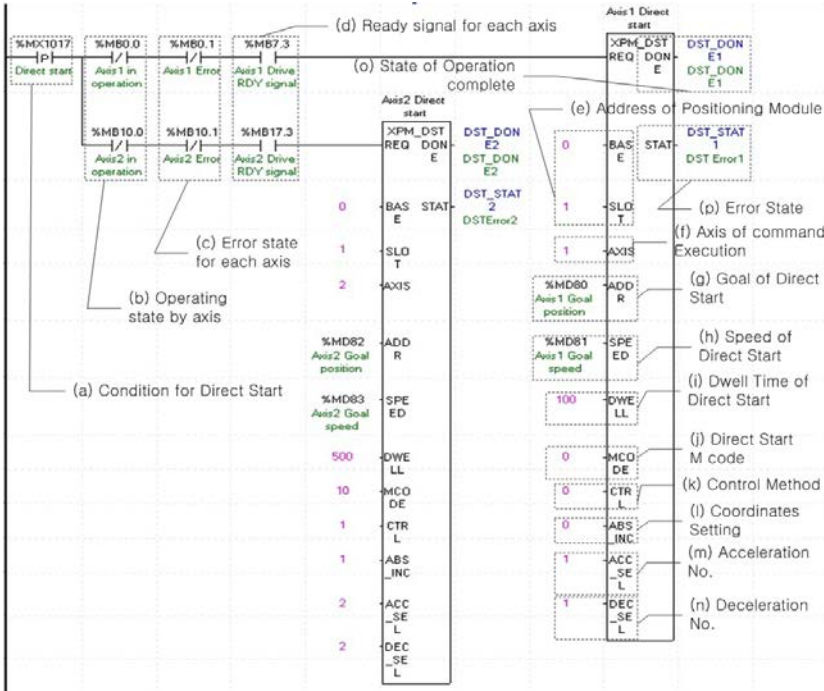 Axis1 Direct
start
(d) Ready signal for each axis
%MX1017
%MB0.0
%MB0.1
%MB7.3
XPM_DST
DST_DON
E1
P
REQ DON
E
DST_DON
E1
Direct start
Axis1 in
operation
Axis1 Error
Axis1 Drive
RDY signal
(o) State of Operation
complete
Axis2 Direct
start
(e) Address of Positioning Module
%MB10.0
%MB10.1
%MB17.3
XPM_DST
REQ DON
E
DST_DON
E2
DST_DON
E2
Axis2 in
operation
Axis2 Error
Axis2 Drive
RDY signal
0
BAS
E
STAT
DST_STAT
1
DST Error1
0
BAS
E
STAT
DST_STAT
2
DSTError2
1
SLO
T
(p) Error State
(c) Error state
for each axis
1
SLO
T
1
AXIS
(f) Axis of command
Execution
(b) Operating
state by axis
2
AXIS
%MD80
Axis1 Goal
position
ADD
R
(g) Goal of Direct
Start
%MD82
Axis2 Goal
position
ADD
R
%MD81
Axis1 Goal
speed
SPE
ED
(h) Speed of
Direct Start
(a) Condition for Direct Start
%MD83
Axis2 Goal
speed
SPE
ED
100
DWE
LL
(i) Dwell Time of
Direct Start
500
DWE
LL
0
MCO
DE
(j) Direct Start
M code
10
MCO
DE
0
CTR
L
(k) Control Method
1
CTR
L
0
ABS
_INC
(l) Coordinates
Setting
1
ABS
_INC
1
ACC
_SE
L
(m) Acceleration
No.
2
ACC
_SE
L
1
DEC
_SE
L
(n) Deceleration
No.
2
DEC
_SE
L